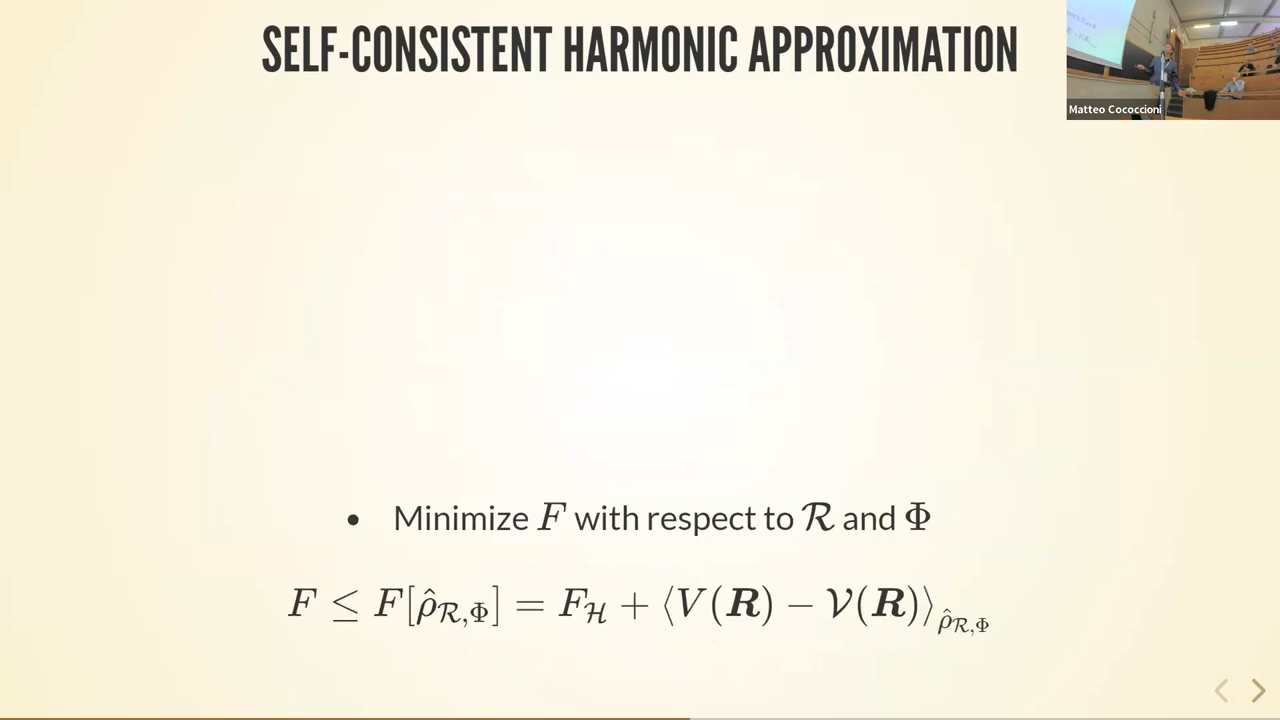 SELF-CONSISTENT HARMONIC APPROXIMATION
Matteo Cococcioni
• Minimize F with respect to ℛ and Φ
F ≤ F[ρ̂_{ℛ,Φ}] = F_ℋ + ⟨V(𝑹) − 𝒱(𝑹)⟩_{ρ̂_{ℛ,Φ}}